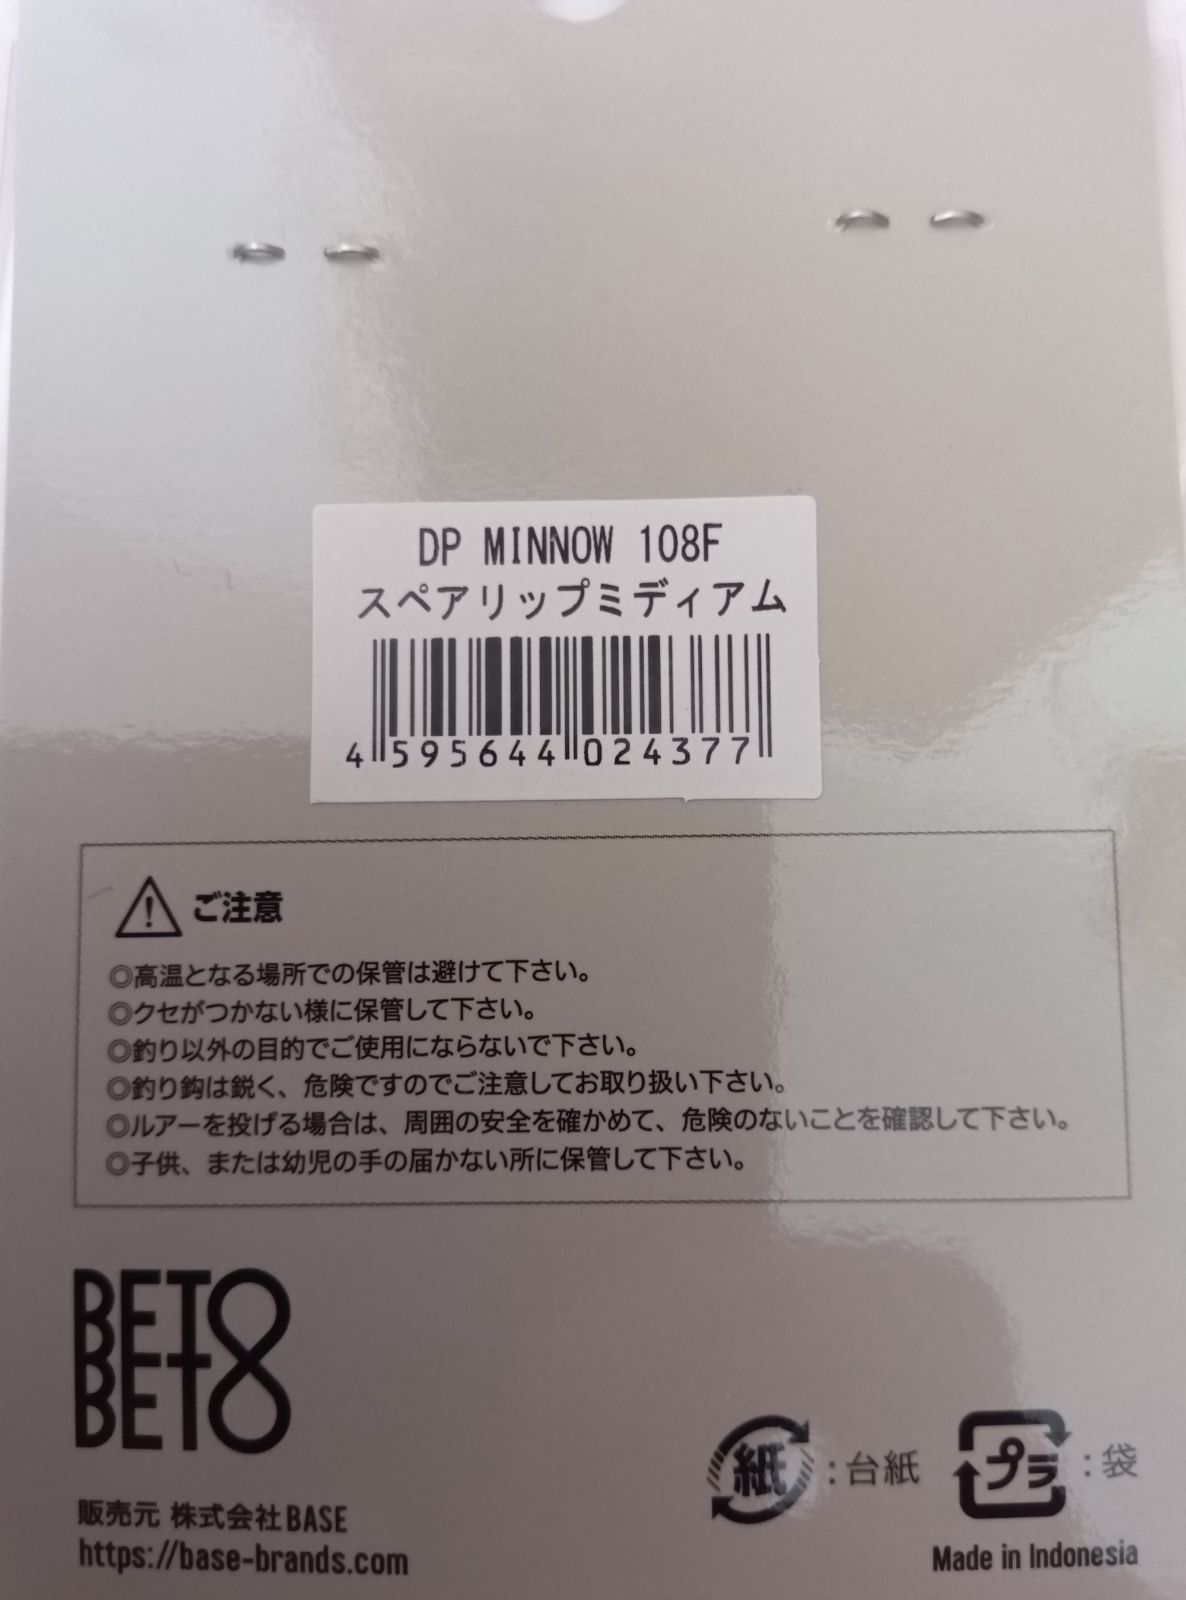 DP MINNOW 108F
スペアリップミディアム
4 595644 024377
ご注意
◎高温となる場所での保管は避けて下さい。
◎クセがつかない様に保管して下さい。
◎釣り以外の目的でご使用にならないで下さい。
◎釣り鈎は鋭く、危険ですのでご注意してお取り扱い下さい。
◎ルアーを投げる場合は、周囲の安全を確かめて、危険のないことを確認して下さい。
◎子供、または幼児の手の届かない所に保管して下さい。
BETO
BETO
紙:台紙 プラ:袋
販売元 株式会社BASE
https://base-brands.com
Made in Indonesia